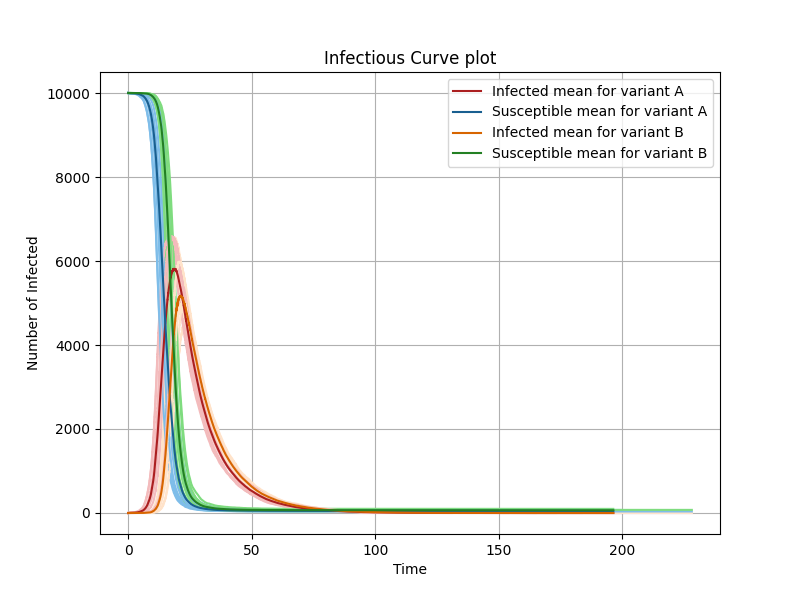 Infectious Curve plot
Infected mean for variant A
Susceptible mean for variant A
Infected mean for variant B
Susceptible mean for variant B
Number of Infected
10000
8000
6000
4000
2000
0
0 50 100 150 200
Time